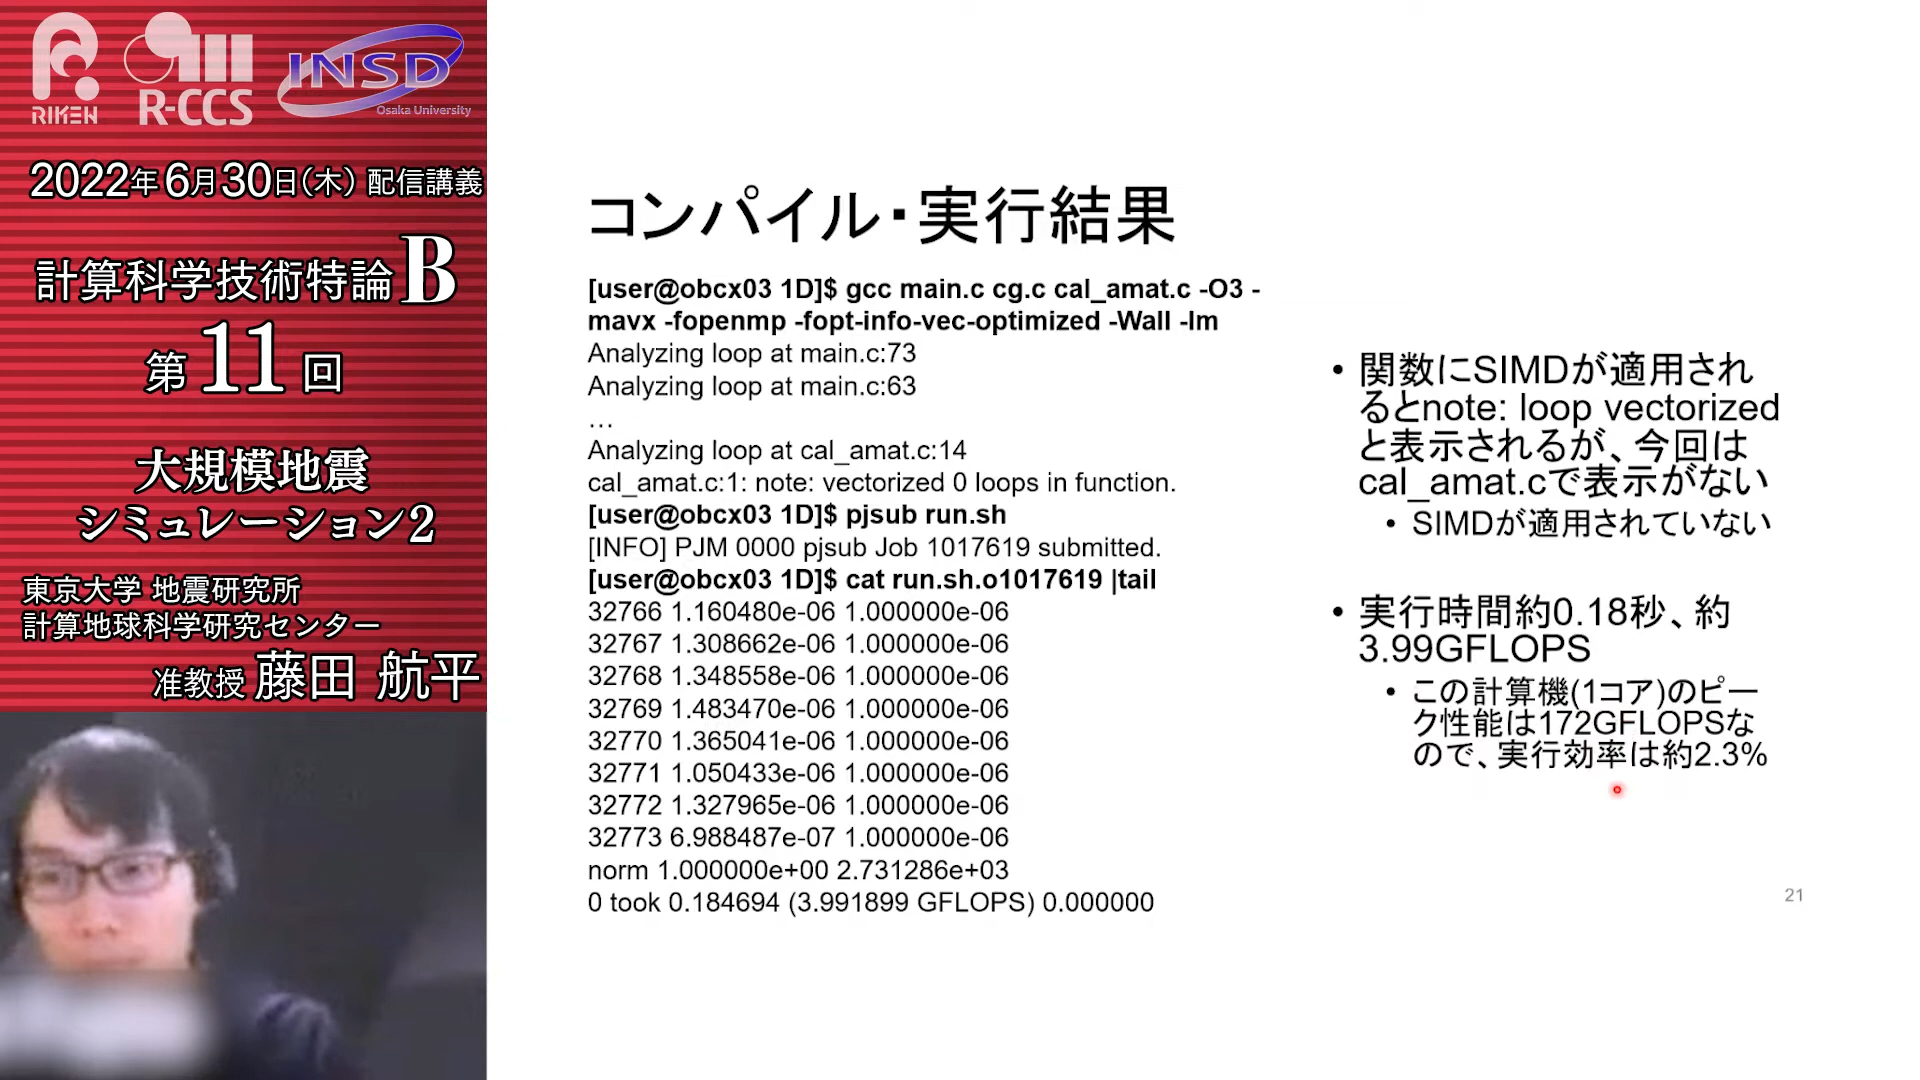 RIKEN
R-CCS
INSD
Osaka University
2022年6月30日(木) 配信講義
計算科学技術特論B
第11回
大規模地震
シミュレーション2
東京大学 地震研究所
計算地球科学研究センター
准教授 藤田 航平
コンパイル・実行結果
[user@obcx03 1D]$ gcc main.c cg.c cal_amat.c -O3 -
mavx -fopenmp -fopt-info-vec-optimized -Wall -lm
Analyzing loop at main.c:73
Analyzing loop at main.c:63
…
Analyzing loop at cal_amat.c:14
cal_amat.c:1: note: vectorized 0 loops in function.
[user@obcx03 1D]$ pjsub run.sh
[INFO] PJM 0000 pjsub Job 1017619 submitted.
[user@obcx03 1D]$ cat run.sh.o1017619 |tail
32766 1.160480e-06 1.000000e-06
32767 1.308662e-06 1.000000e-06
32768 1.348558e-06 1.000000e-06
32769 1.483470e-06 1.000000e-06
32770 1.365041e-06 1.000000e-06
32771 1.050433e-06 1.000000e-06
32772 1.327965e-06 1.000000e-06
32773 6.988487e-07 1.000000e-06
norm 1.000000e+00 2.731286e+03
0 took 0.184694 (3.991899 GFLOPS) 0.000000
• 関数にSIMDが適用され
るとnote: loop vectorized
と表示されるが、今回は
cal_amat.cで表示がない
• SIMDが適用されていない
• 実行時間約0.18秒、約
3.99GFLOPS
• この計算機(1コア)のピー
ク性能は172GFLOPSな
ので、実行効率は約2.3%
21